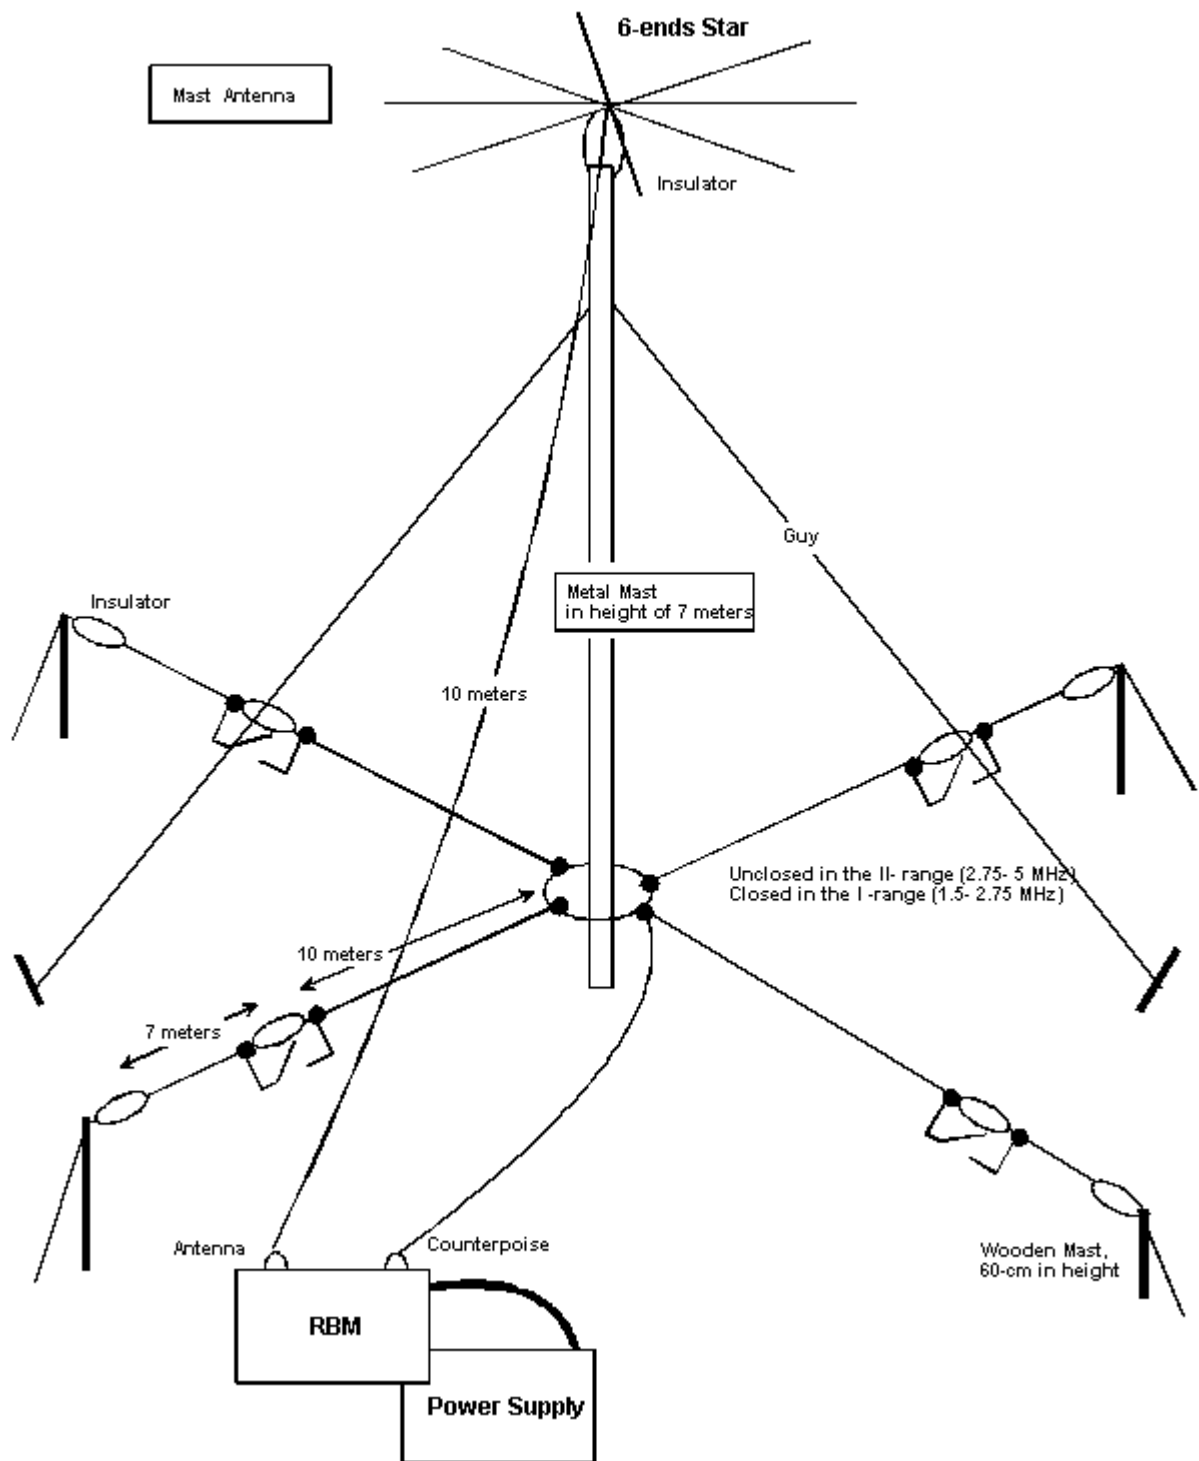 6-ends Star
Mast Antenna
Insulator
Guy
Metal Mast
in height of 7 meters
Insulator
10 meters
Unclosed in the II- range (2.75- 5 MHz)
Closed in the I -range (1.5- 2.75 MHz)
10 meters
7 meters
Antenna
Counterpoise
Wooden Mast,
60-cm in height
RBM
Power Supply